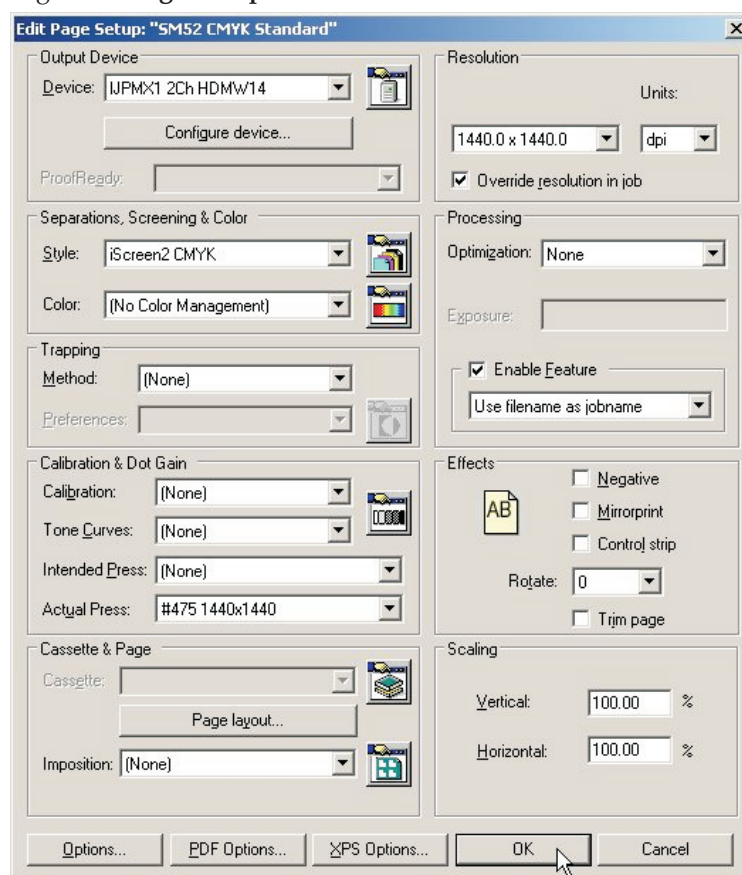 Edit Page Setup: "SM52 CMYK Standard"
Output Device
Device: IJPMX1 2Ch HDMW14
Configure device...
ProofReady:
Separations, Screening & Color
Style: iScreen2 CMYK
Color: (No Color Management)
Trapping
Method: (None)
Preferences:
Calibration & Dot Gain
Calibration: (None)
Tone Curves: (None)
Intended Press: (None)
Actual Press: #475 1440x1440
Cassette & Page
Cassette:
Page layout...
Imposition: (None)
Resolution
Units:
1440.0 x 1440.0 dpi
Override resolution in job
Processing
Optimization: None
Exposure:
Enable Feature
Use filename as jobname
Effects
AB
Negative
Mirrorprint
Control strip
Rotate: 0
Trim page
Scaling
Vertical: 100.00 %
Horizontal: 100.00 %
Options... PDF Options... XPS Options... OK Cancel